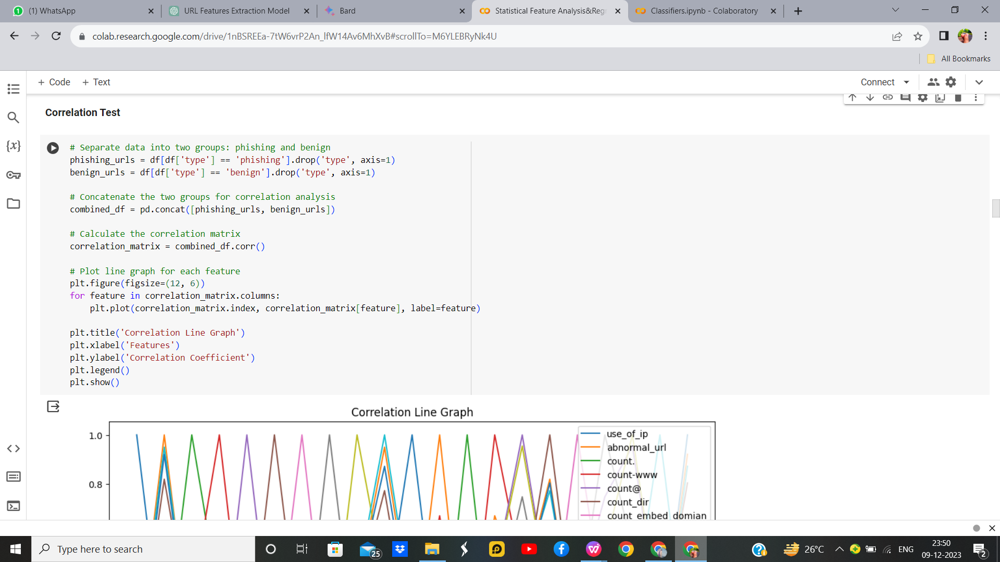 (1) WhatsApp
URL Features Extraction Model
Bard
Statistical Feature Analysis&Reg
Classifiers.ipynb - Colaboratory
colab.research.google.com/drive/1nBSREEa-7tW6vrP2An_lfW14Av6MhXvB#scrollTo=M6YLEBRyNk4U
All Bookmarks
+ Code + Text
Connect
Correlation Test
# Separate data into two groups: phishing and benign
phishing_urls = df[df['type'] == 'phishing'].drop('type', axis=1)
benign_urls = df[df['type'] == 'benign'].drop('type', axis=1)
# Concatenate the two groups for correlation analysis
combined_df = pd.concat([phishing_urls, benign_urls])
# Calculate the correlation matrix
correlation_matrix = combined_df.corr()
# Plot line graph for each feature
plt.figure(figsize=(12, 6))
for feature in correlation_matrix.columns:
    plt.plot(correlation_matrix.index, correlation_matrix[feature], label=feature)
plt.title('Correlation Line Graph')
plt.xlabel('Features')
plt.ylabel('Correlation Coefficient')
plt.legend()
plt.show()
Correlation Line Graph
1.0
0.8
use_of_ip
abnormal_url
count.
count-www
count@
count_dir
count_embed_domian
Type here to search
25
26°C
ENG
23:50
09-12-2023
2